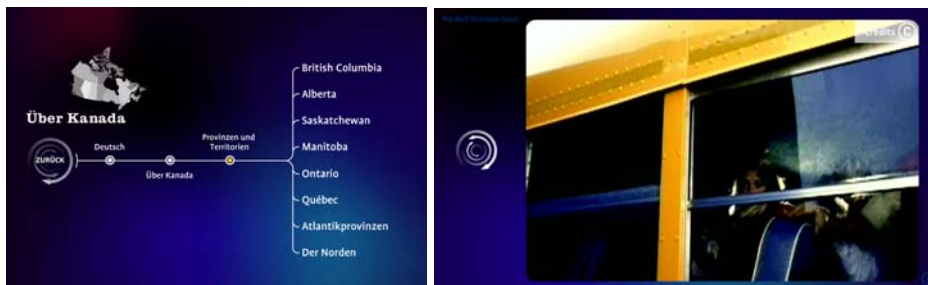 Über Kanada
ZURÜCK
Deutsch
Über Kanada
Provinzen und
Territorien
British Columbia
Alberta
Saskatchewan
Manitoba
Ontario
Québec
Atlantikprovinzen
Der Norden
Credits C